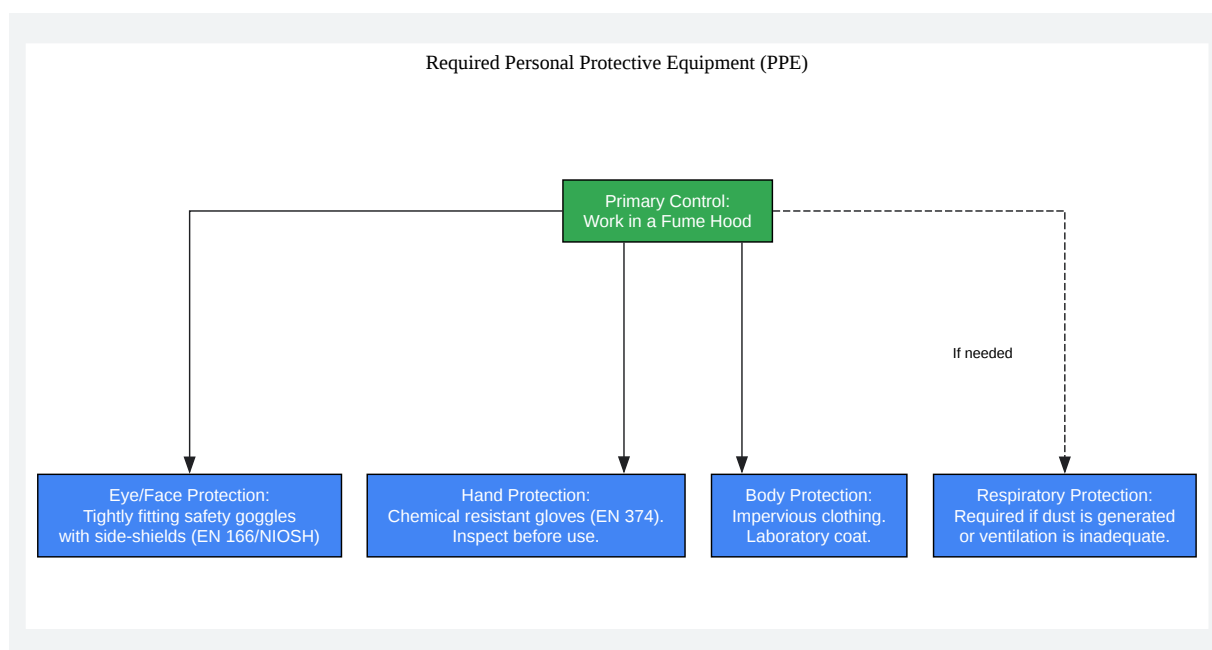 Required Personal Protective Equipment (PPE)
Primary Control:
Work in a Fume Hood
If needed
Eye/Face Protection:
Tightly fitting safety goggles
with side-shields (EN 166/NIOSH)
Hand Protection:
Chemical resistant gloves (EN 374).
Inspect before use.
Body Protection:
Impervious clothing.
Laboratory coat.
Respiratory Protection:
Required if dust is generated
or ventilation is inadequate.